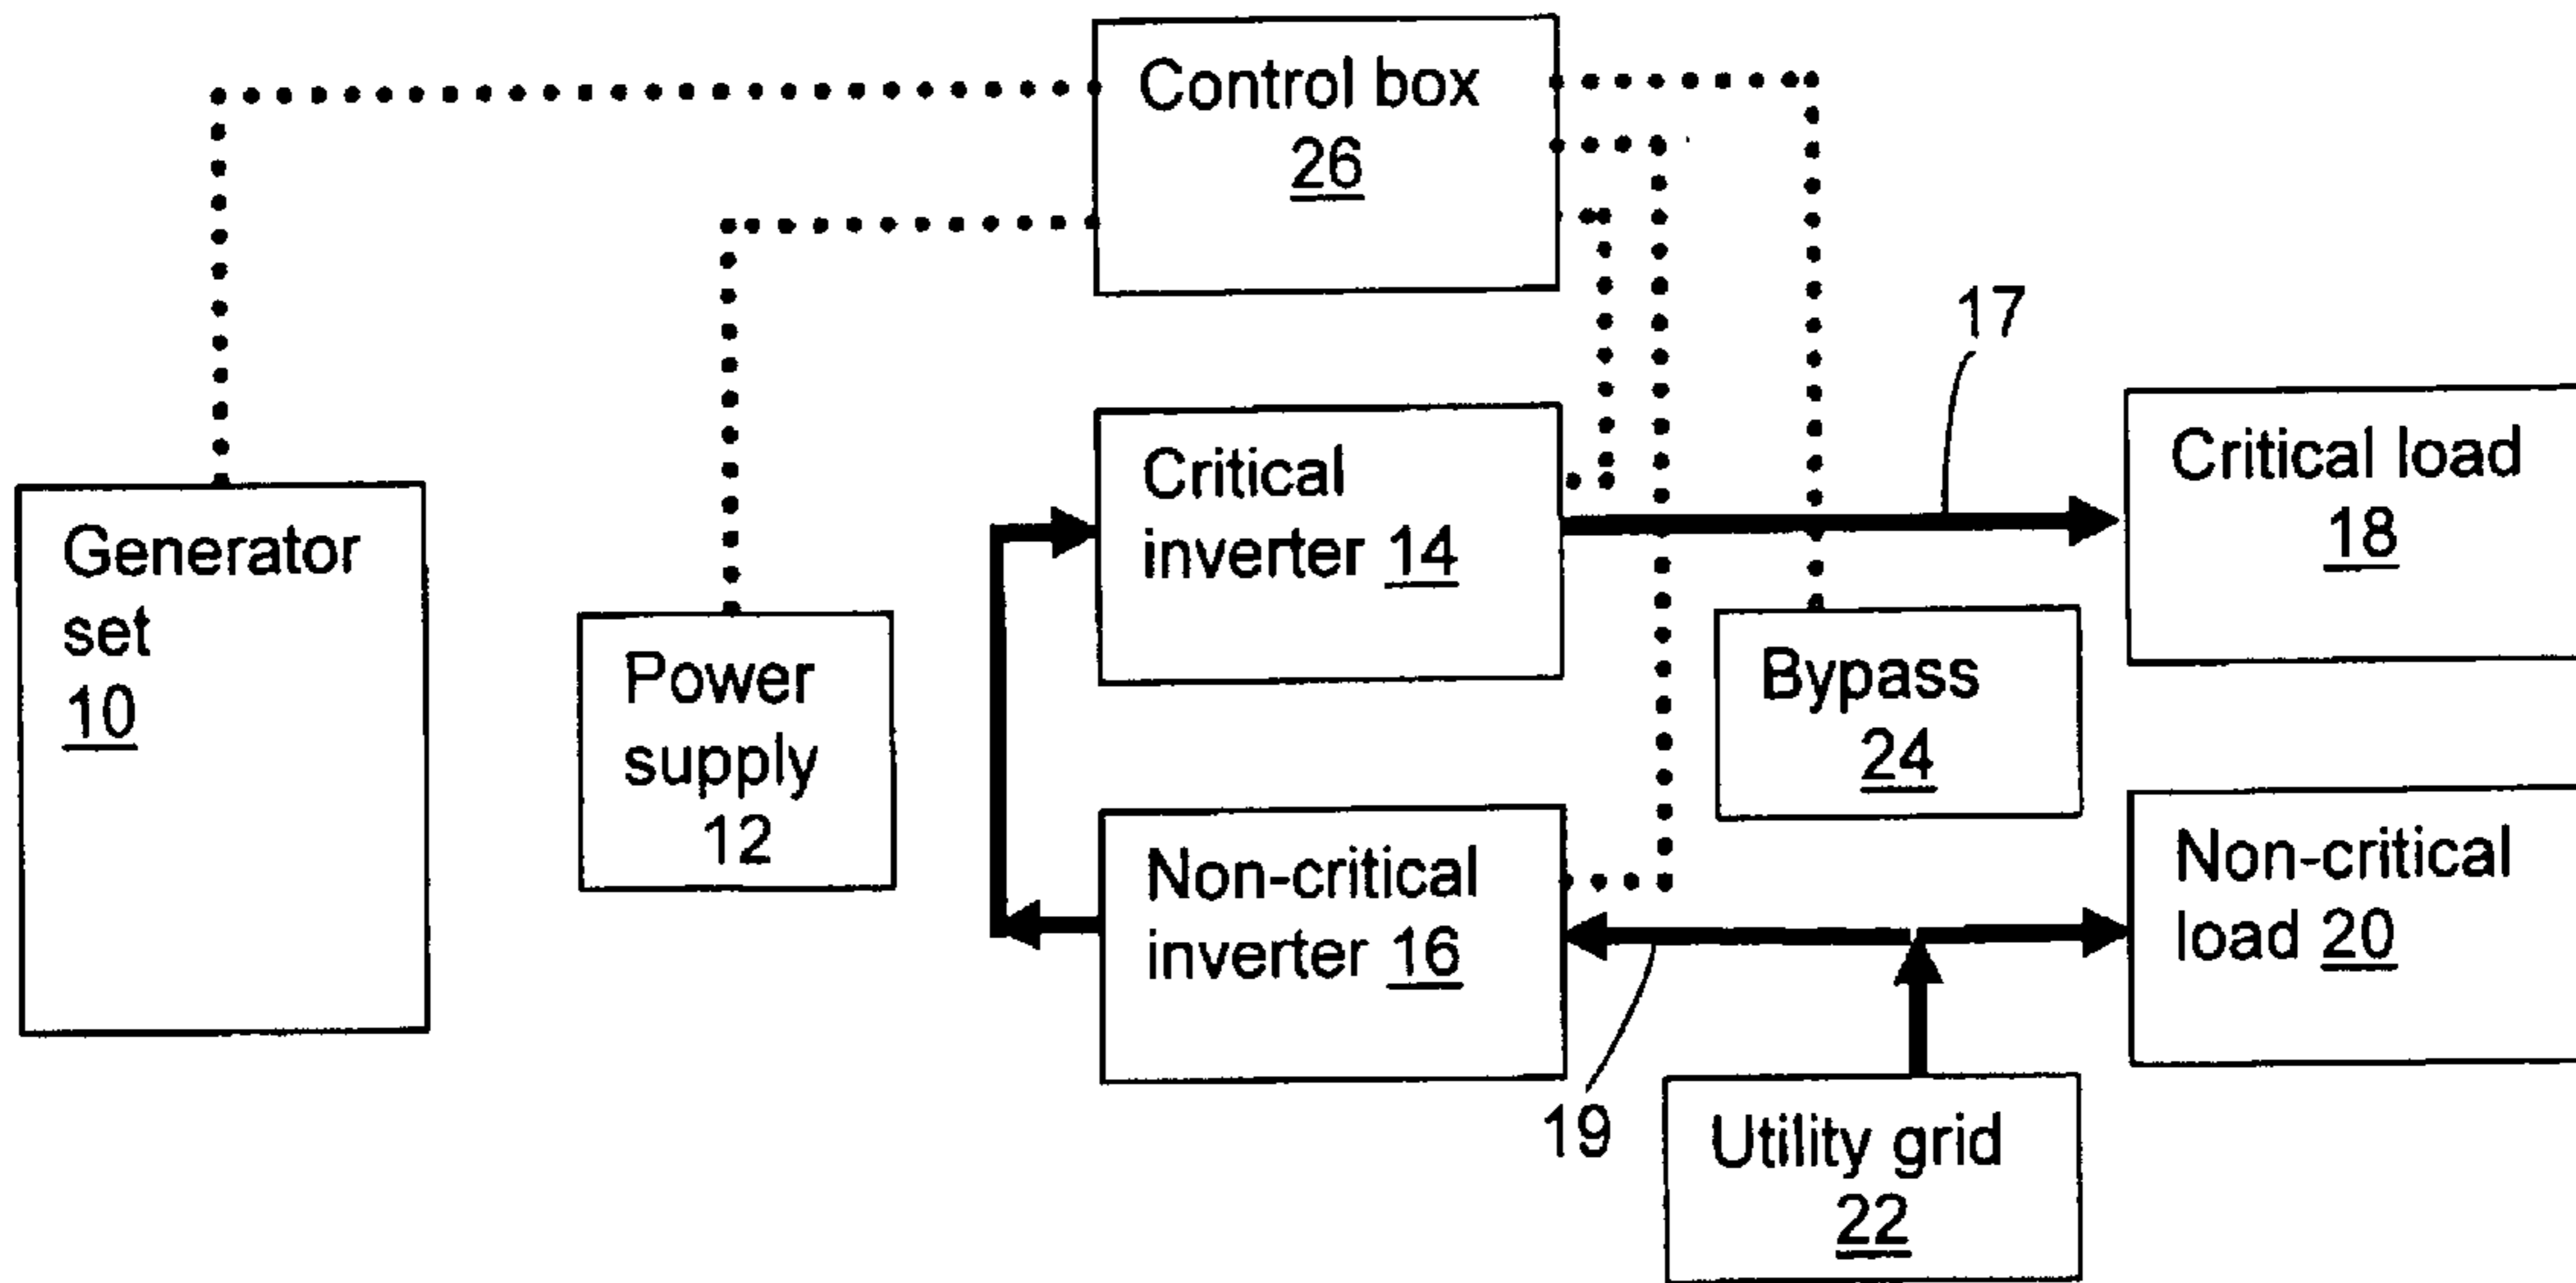 Control box
26
17
Critical load
18
Critical
inverter 14
Generator
set
10
Power
supply
12
Bypass
24
Non-critical
inverter 16
Non-critical
load 20
19
Utility grid
22